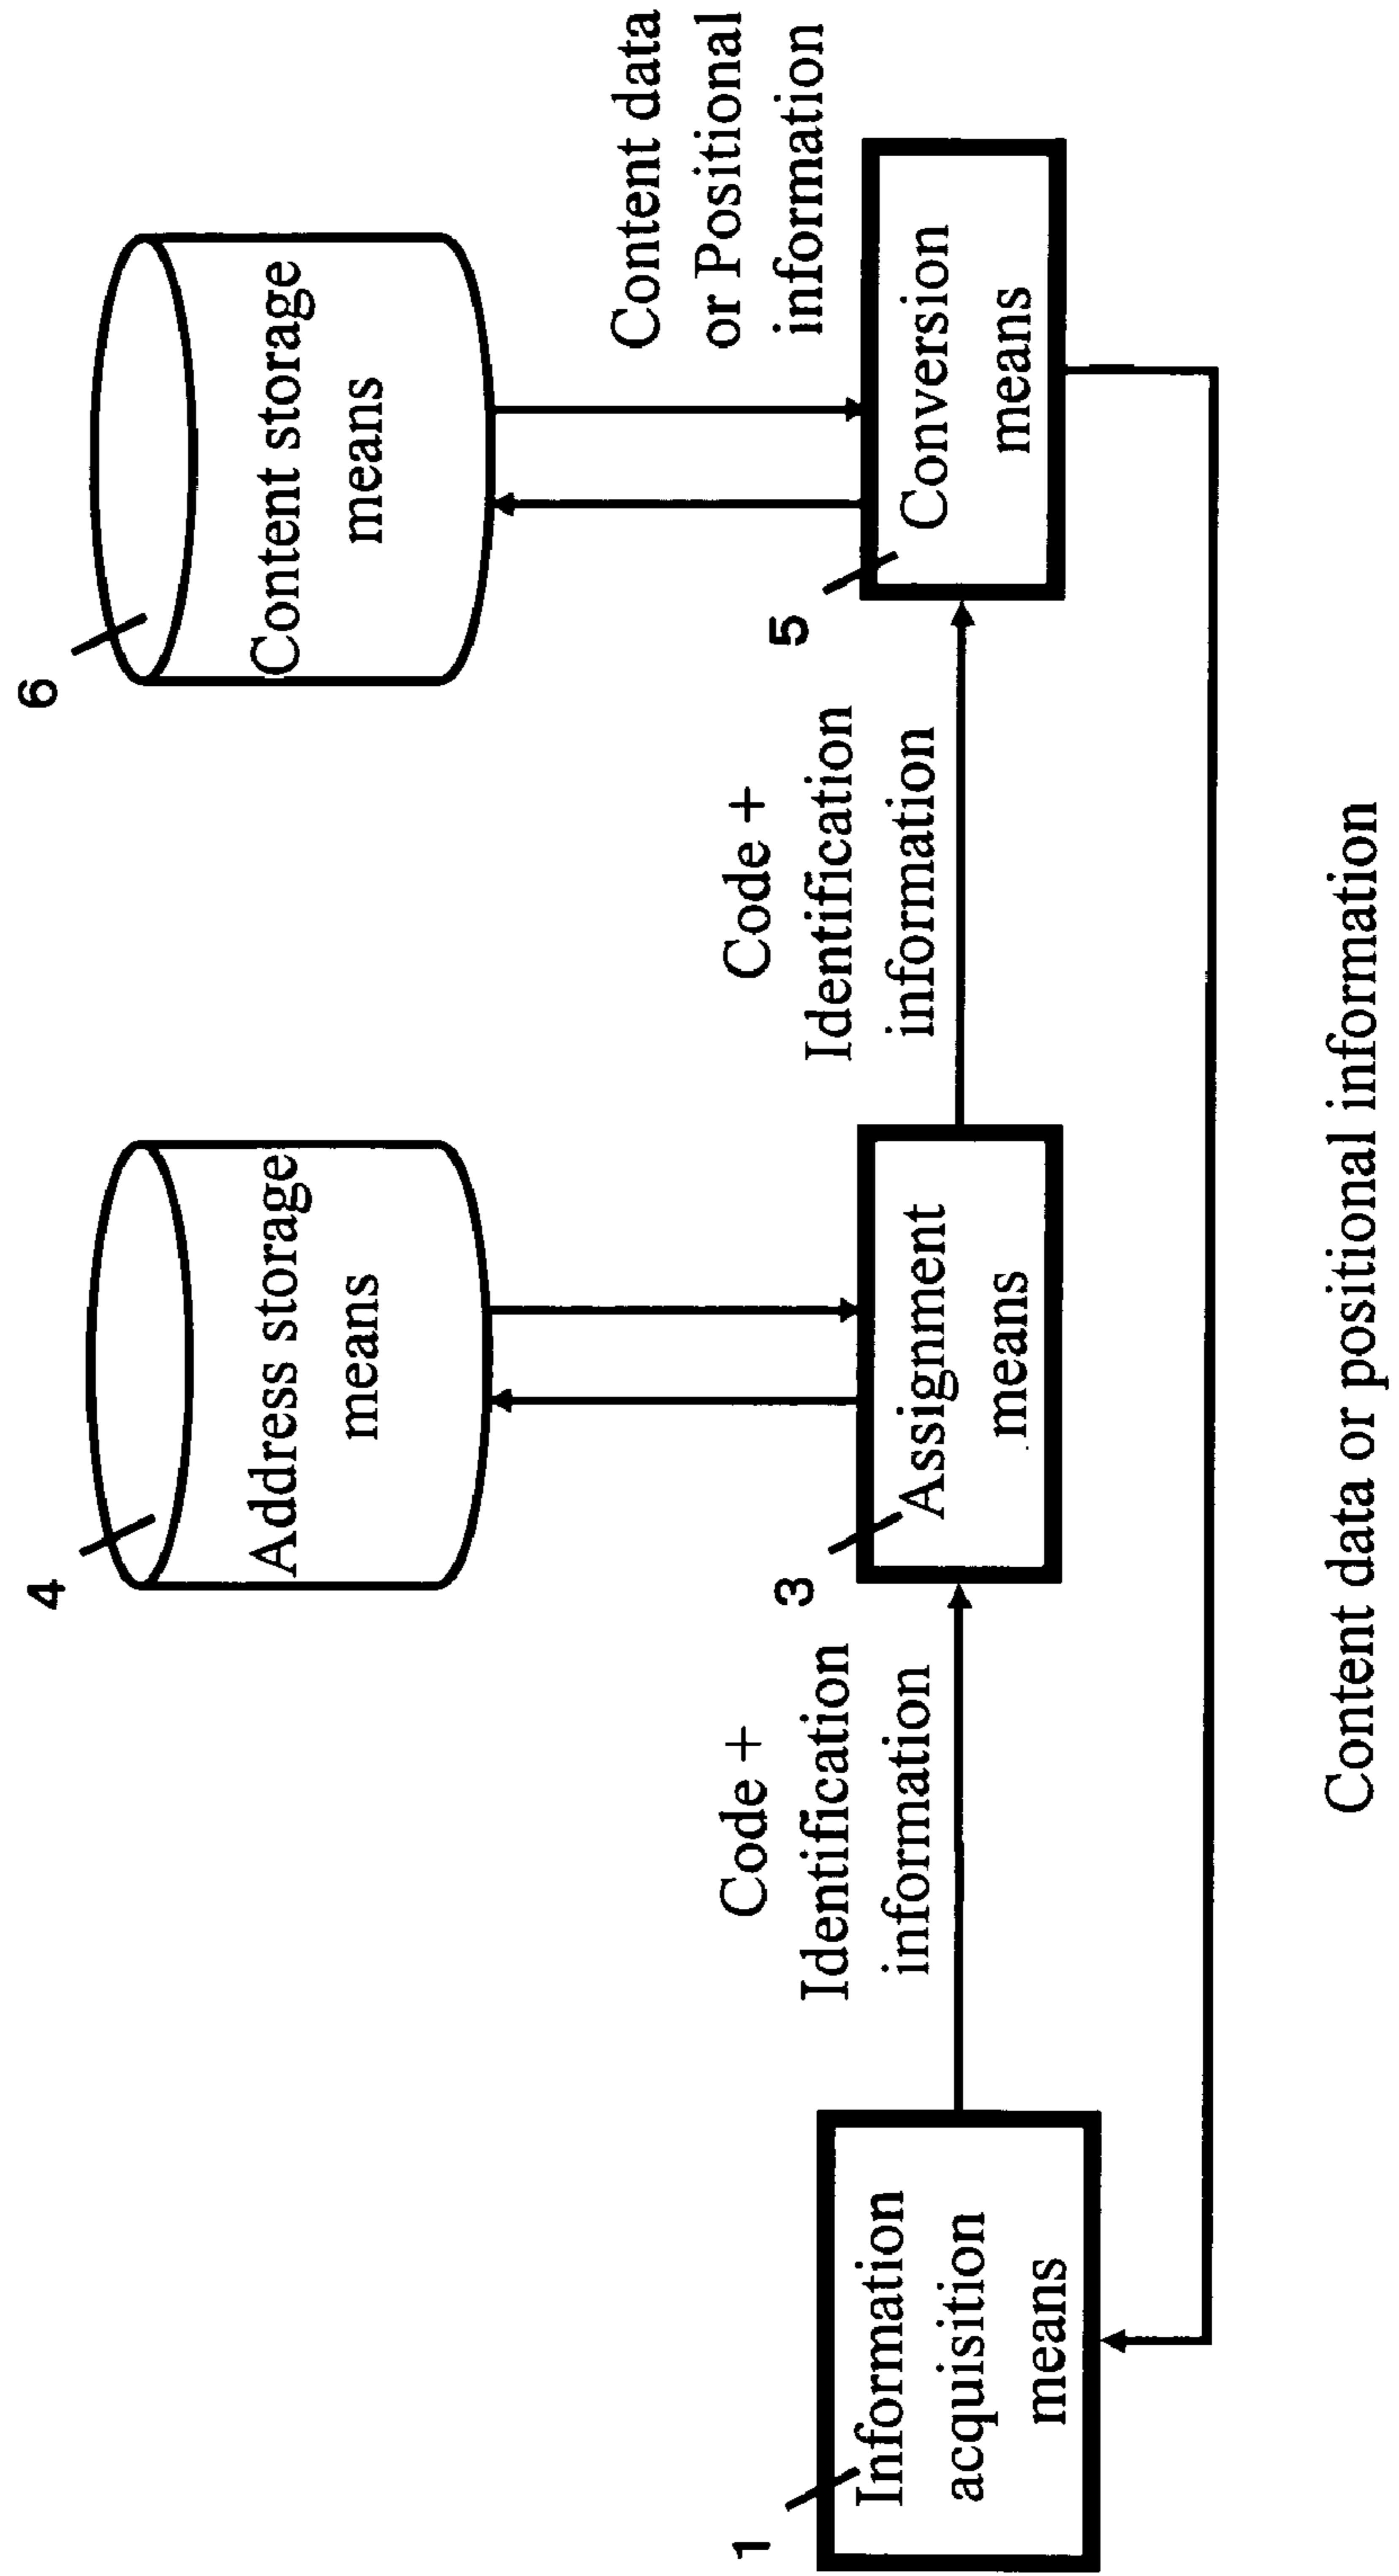 4
Address storage
means
6
Content storage
means
Content data
or Positional
information
Code +
Identification
information
Code +
Identification
information
1
Information
acquisition
means
3
Assignment
means
5
Conversion
means
Content data or positional information